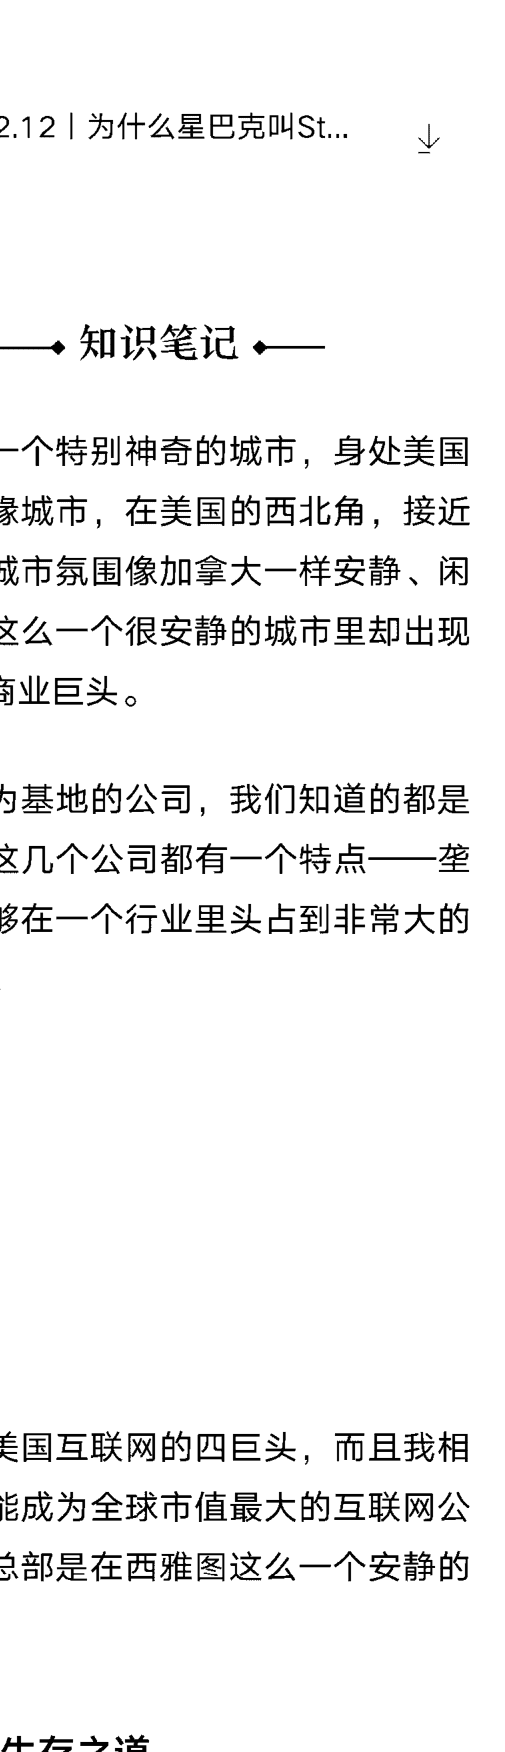 2.12丨为什么星巴克叫St...
知识笔记
一个特别神奇的城市，身处美国
缘城市，在美国的西北角，接近
城市氛围像加拿大一样安静、闲
这么一个很安静的城市里却出现
商业巨头。
为基地的公司，我们知道的都是
这几个公司都有一个特点——垄
够在一个行业里头占到非常大的
美国互联网的四巨头，而且我相
能成为全球市值最大的互联网公
总部是在西雅图这么一个安静的
生存之道